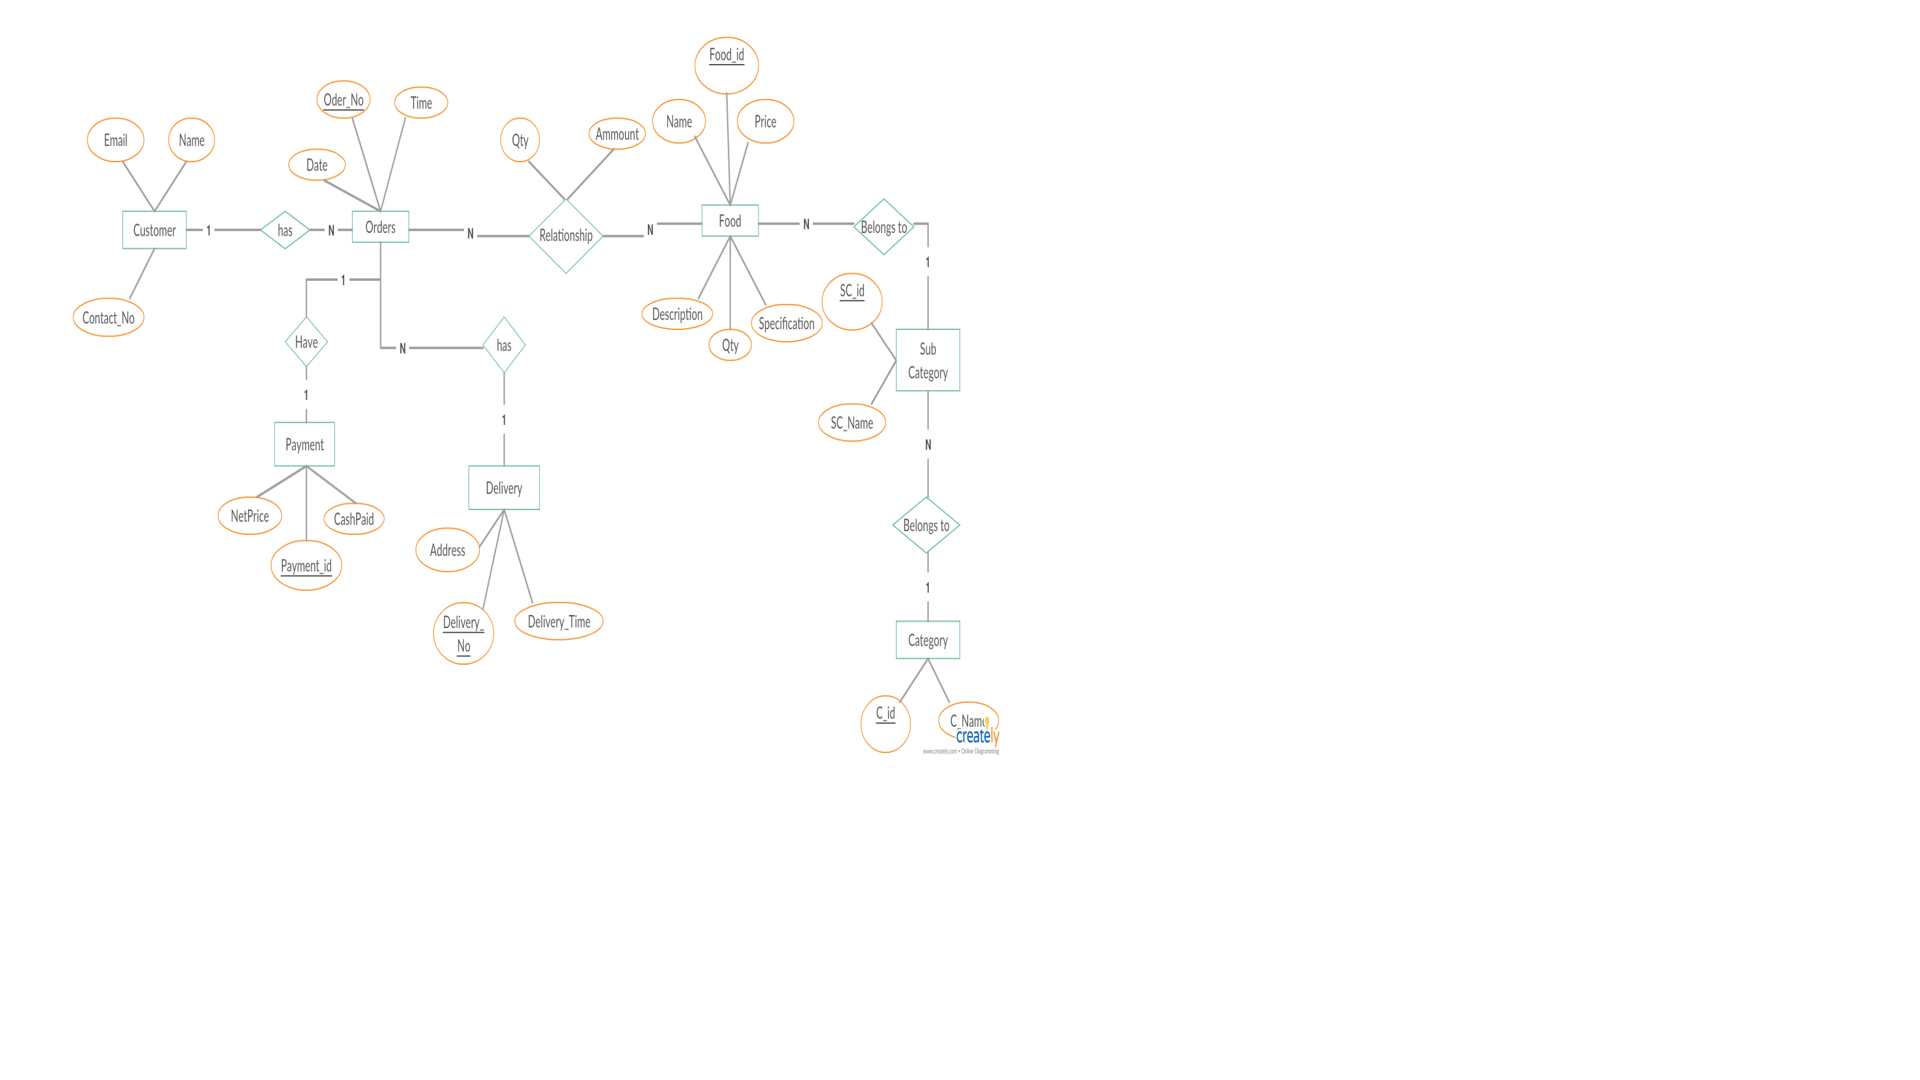 Food_id
Oder_No
Time
Name
Price
Email
Name
Qty
Ammount
Date
Customer
1
has
N
Orders
N
Relationship
N
Food
N
Belongs to
1
1
SC_id
Contact_No
Description
Specification
Qty
Have
N
has
Sub
Category
1
1
SC_Name
Payment
N
Delivery
NetPrice
CashPaid
Belongs to
Address
Payment_id
1
Delivery_
No
Delivery_Time
Category
C_id
C_Name
creately
www.creately.com • Online Diagramming